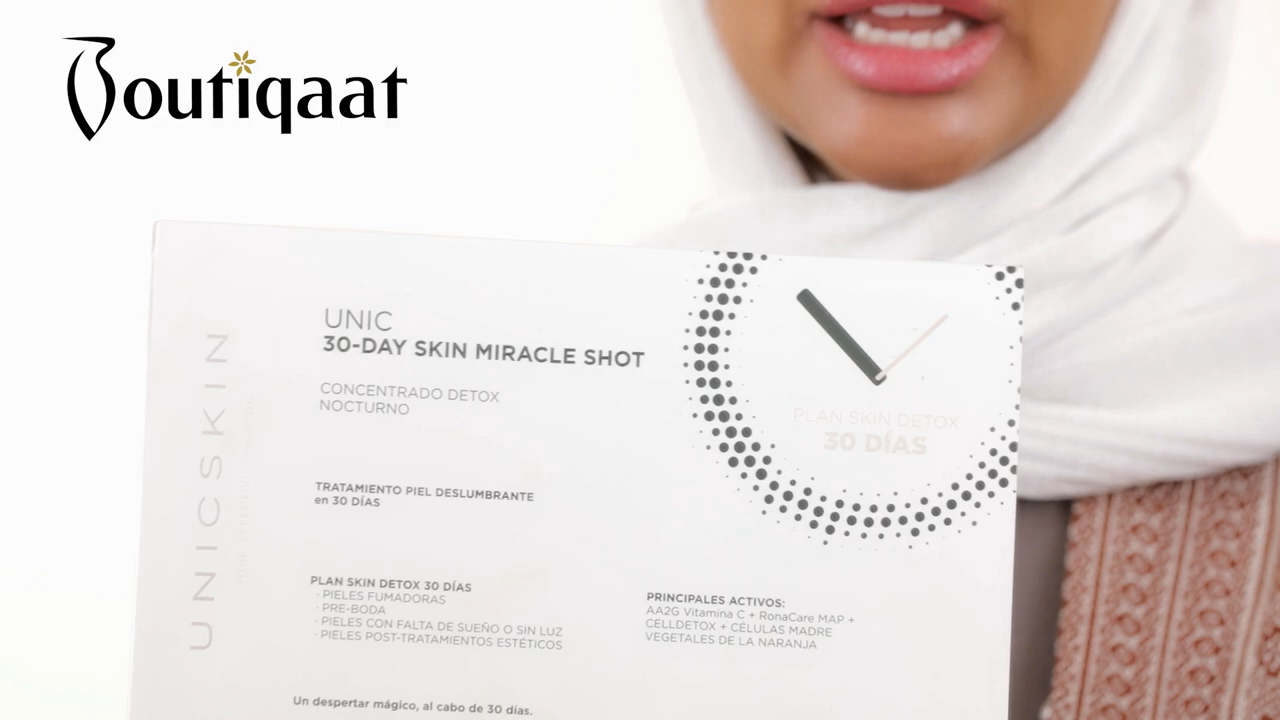 Boutiqaat
UNICSKIN
UNIC
30-DAY SKIN MIRACLE SHOT
CONCENTRADO DETOX
NOCTURNO
TRATAMIENTO PIEL DESLUMBRANTE
en 30 DÍAS
PLAN SKIN DETOX
30 DÍAS
PLAN SKIN DETOX 30 DÍAS
· PIELES FUMADORAS
· PRE-BODA
· PIELES CON FALTA DE SUEÑO O SIN LUZ
· PIELES POST-TRATAMIENTOS ESTÉTICOS
PRINCIPALES ACTIVOS:
AA2G Vitamina C + RonaCare MAP +
CELLDETOX + CÉLULAS MADRE
VEGETALES DE LA NARANJA
Un despertar mágico, al cabo de 30 días.